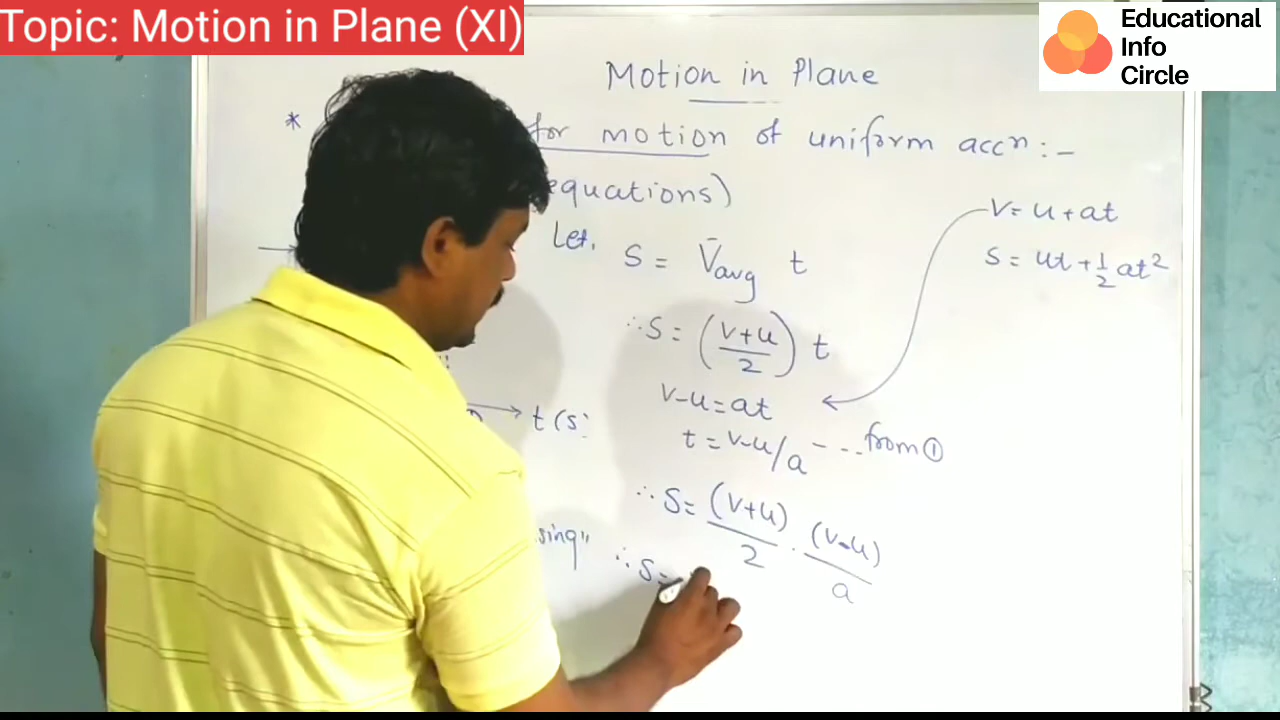 Topic: Motion in Plane (XI)
Educational
Info
Circle
Motion in Plane
* for motion of uniform accn :-
equations)
Let, S = V̄avg t
∴ S = (v+u/2) t
v-u = at
t = v-u/a --- from ①
∴ S = (v+u)/2 . (v-u)/a
∴ S =
v = u + at
S = ut + 1/2 at²
→ t (s)
sing"